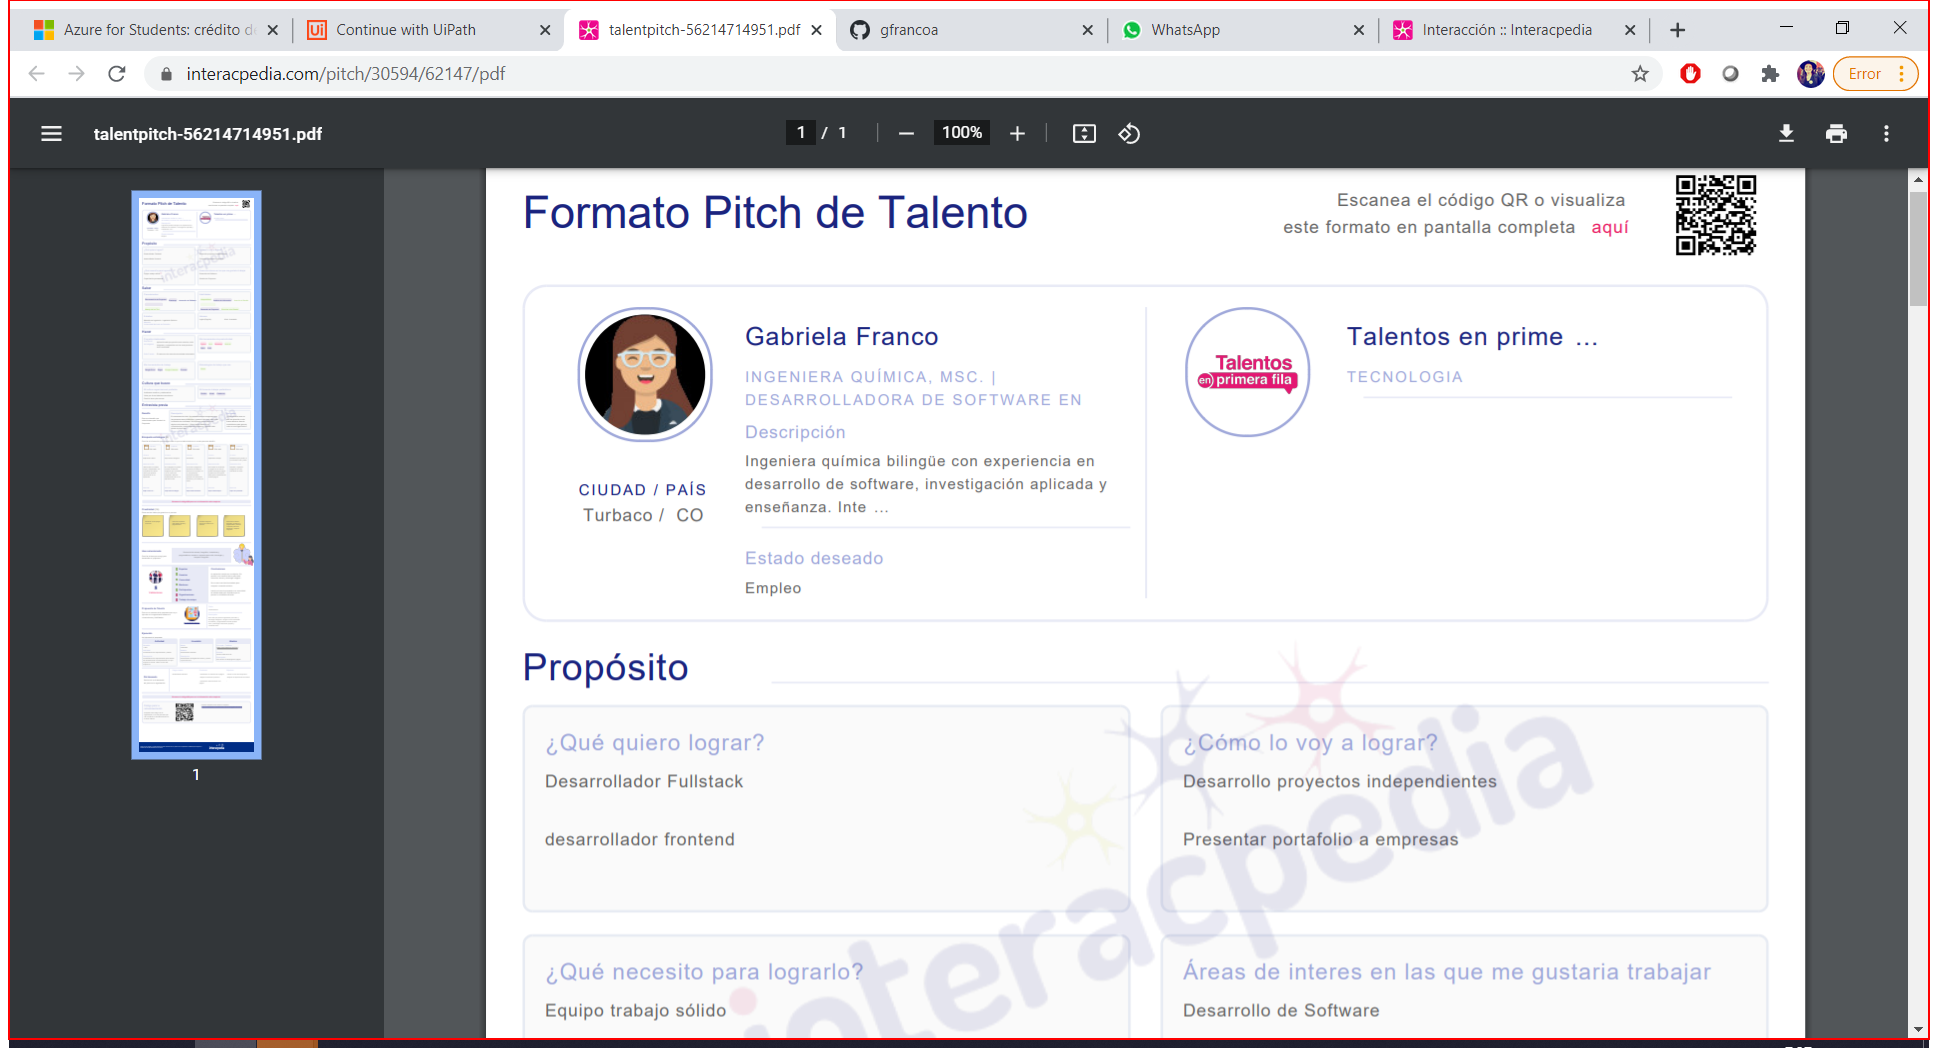 Azure for Students: crédito d
Continue with UiPath
talentpitch-56214714951.pdf
gfrancoa
WhatsApp
Interacción :: Interacpedia
interacpedia.com/pitch/30594/62147/pdf
Error
talentpitch-56214714951.pdf
1 / 1
100%
Formato Pitch de Talento
Escanea el código QR o visualiza
este formato en pantalla completa aquí
Gabriela Franco
INGENIERA QUÍMICA, MSC. |
DESARROLLADORA DE SOFTWARE EN
Descripción
Ingeniera química bilingüe con experiencia en
desarrollo de software, investigación aplicada y
enseñanza. Inte ...
CIUDAD / PAÍS
Turbaco / CO
Estado deseado
Empleo
Talentos
en primera fila
Talentos en prime ...
TECNOLOGIA
Propósito
¿Qué quiero lograr?
Desarrollador Fullstack
desarrollador frontend
¿Cómo lo voy a lograr?
Desarrollo proyectos independientes
Presentar portafolio a empresas
¿Qué necesito para lograrlo?
Equipo trabajo sólido
Áreas de interes en las que me gustaria trabajar
Desarrollo de Software
interacpedia
1